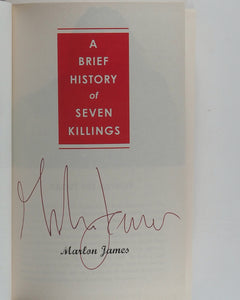 A
BRIEF
HISTORY
of
SEVEN
KILLINGS
Marlon James